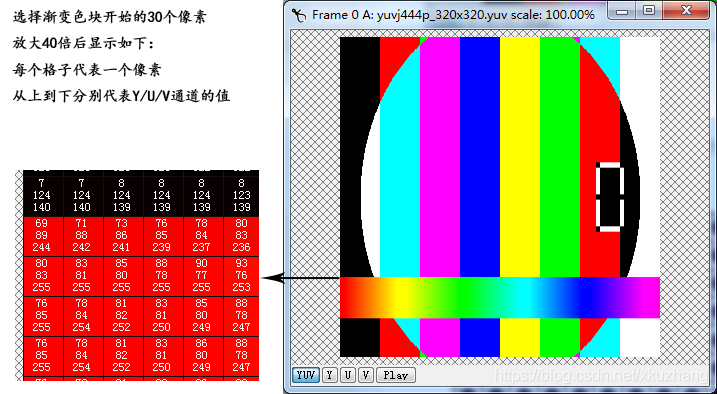 选择渐变色块开始的30个像素
放大40倍后显示如下：
每个格子代表一个像素
从上到下分别代表Y/U/V通道的值
Frame 0 A: yuvj444p_320x320.yuv scale: 100.00%
7 7 8 8 8 8
124 124 124 124 124 123
140 140 139 139 139 139
69 71 73 76 78 80
89 88 86 85 84 83
244 242 241 239 237 236
80 83 85 88 90 93
83 81 80 78 77 76
255 255 255 255 255 253
76 78 81 83 85 88
85 84 82 81 80 78
255 254 252 250 249 247
76 78 81 83 86 88
85 84 82 81 80 78
255 254 252 250 249 247
YUV Y U V Play
https://blog.csdn.net/xkuzhang